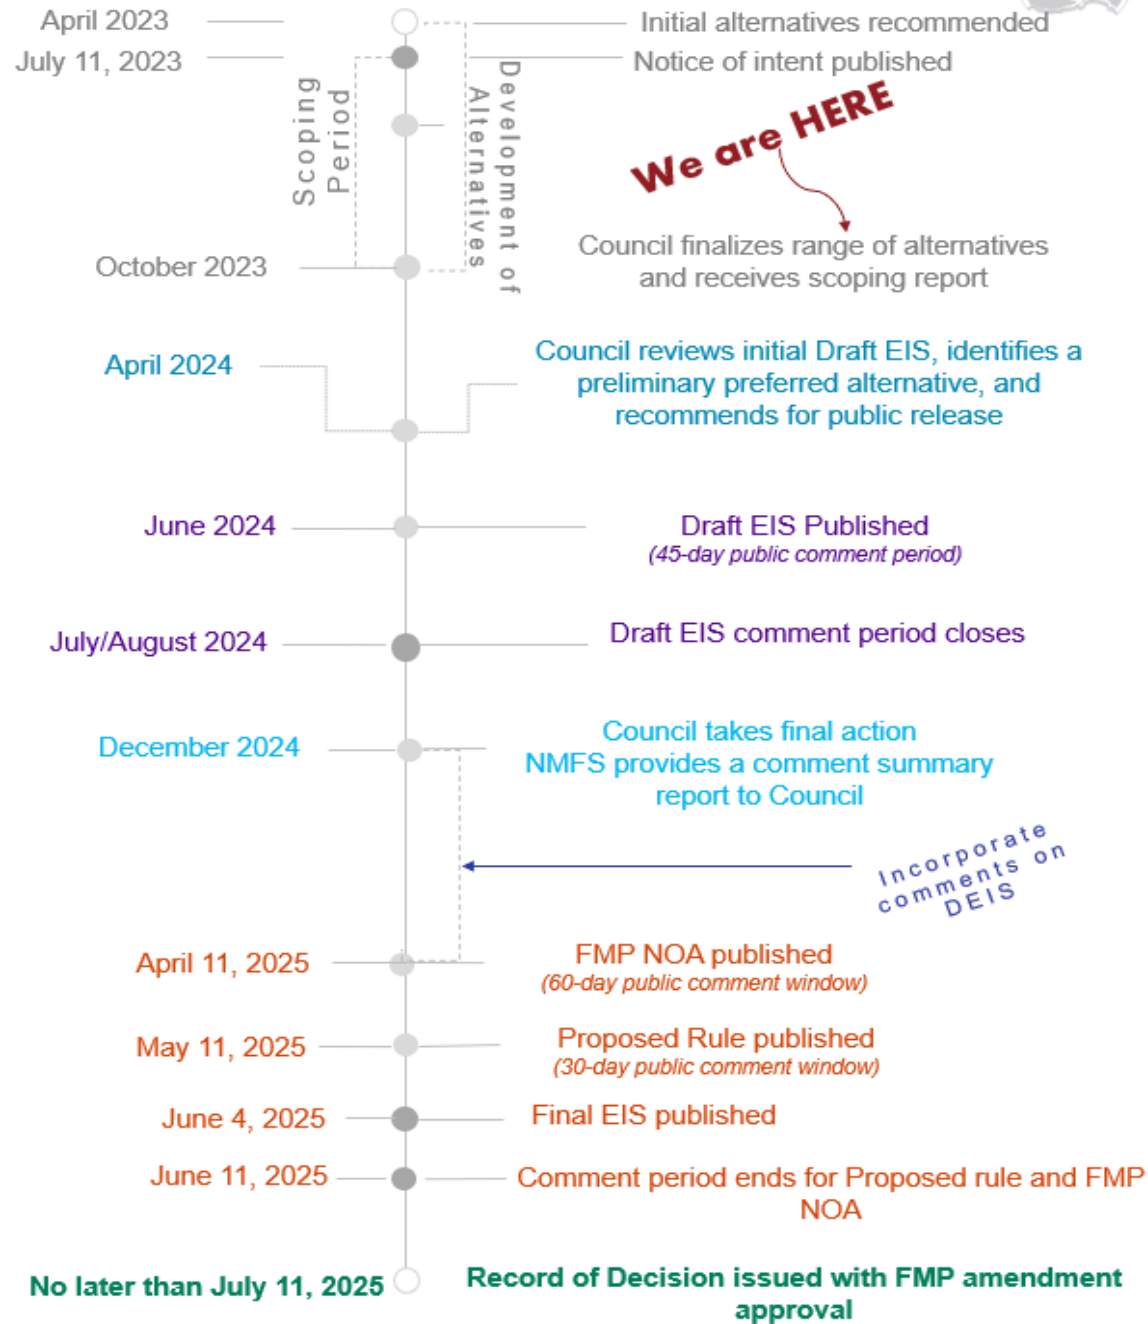 April 2023
Initial alternatives recommended
July 11, 2023
Notice of intent published
Scoping
Period
Development of
Alternatives
We are HERE
October 2023
Council finalizes range of alternatives
and receives scoping report
April 2024
Council reviews initial Draft EIS, identifies a
preliminary preferred alternative, and
recommends for public release
June 2024
Draft EIS Published
(45-day public comment period)
July/August 2024
Draft EIS comment period closes
December 2024
Council takes final action
NMFS provides a comment summary
report to Council
Incorporate
comments on
DEIS
April 11, 2025
FMP NOA published
(60-day public comment window)
May 11, 2025
Proposed Rule published
(30-day public comment window)
June 4, 2025
Final EIS published
June 11, 2025
Comment period ends for Proposed rule and FMP
NOA
No later than July 11, 2025
Record of Decision issued with FMP amendment
approval